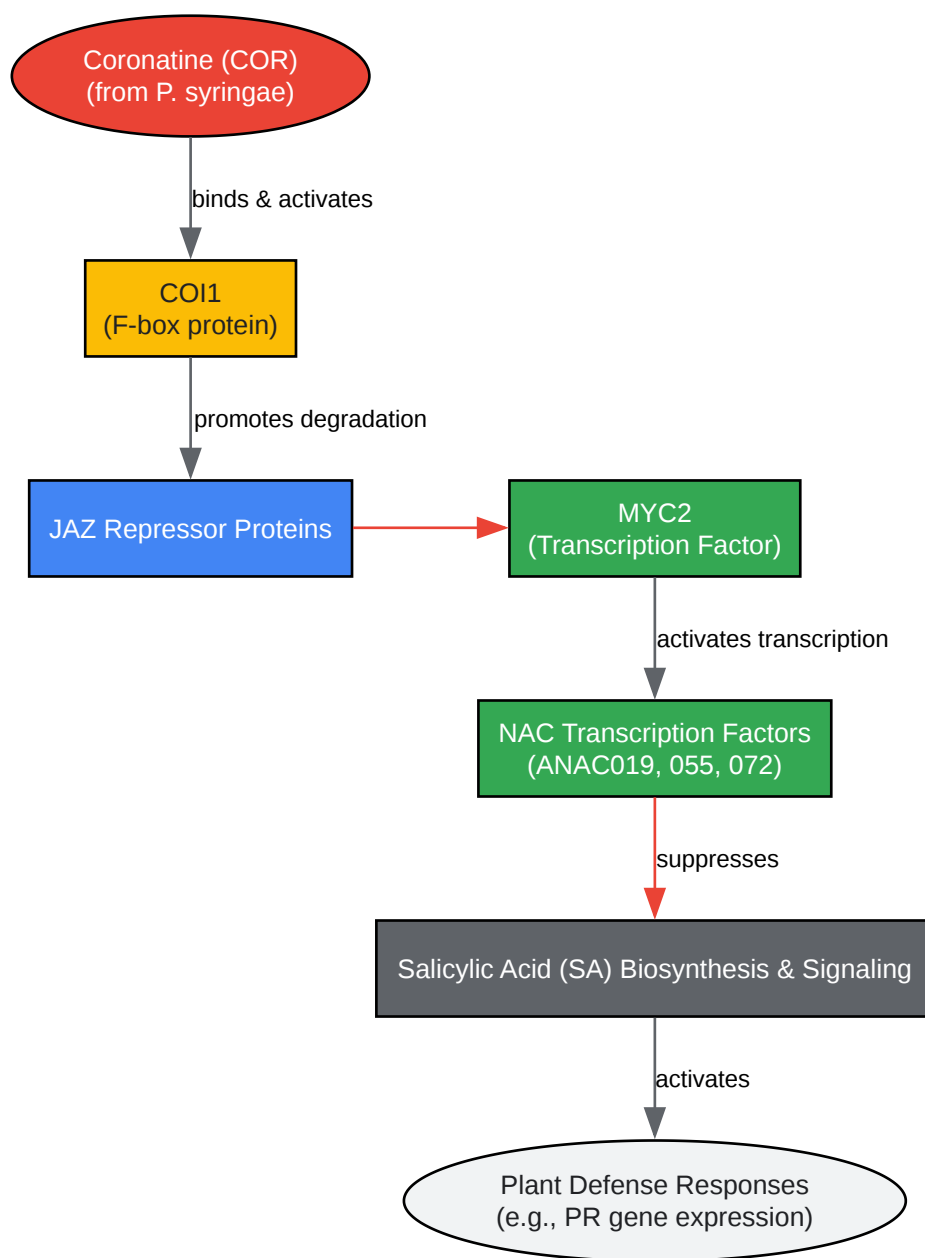 Coronatine (COR)
(from P. syringae)
binds & activates
COI1
(F-box protein)
promotes degradation
JAZ Repressor Proteins
MYC2
(Transcription Factor)
activates transcription
NAC Transcription Factors
(ANAC019, 055, 072)
suppresses
Salicylic Acid (SA) Biosynthesis & Signaling
activates
Plant Defense Responses
(e.g., PR gene expression)